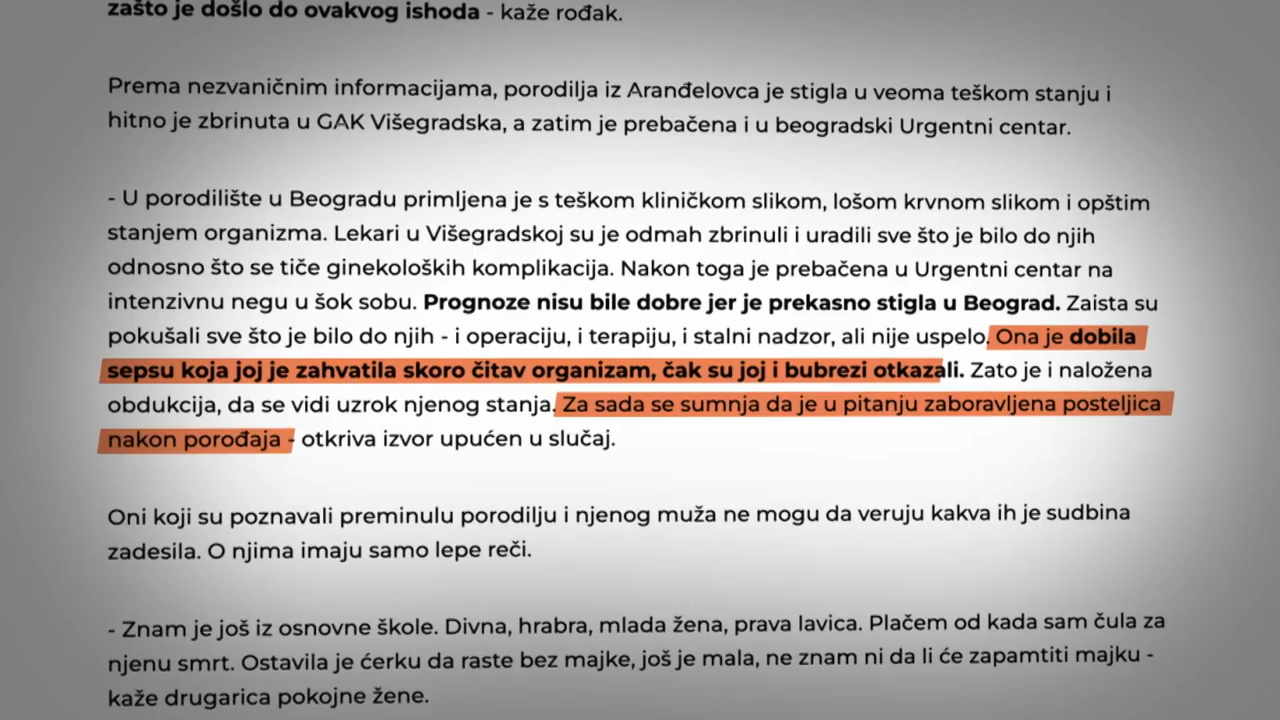 zašto je došlo do ovakvog ishoda - kaže rođak.
Prema nezvaničnim informacijama, porodilja iz Aranđelovca je stigla u veoma teškom stanju i
hitno je zbrinuta u GAK Višegradska, a zatim je prebačena i u beogradski Urgentni centar.
- U porodilište u Beogradu primljena je s teškom kliničkom slikom, lošom krvnom slikom i opštim
stanjem organizma. Lekari u Višegradskoj su je odmah zbrinuli i uradili sve što je bilo do njih
odnosno što se tiče ginekoloških komplikacija. Nakon toga je prebačena u Urgentni centar na
intenzivnu negu u šok sobu. Prognoze nisu bile dobre jer je prekasno stigla u Beograd. Zaista su
pokušali sve što je bilo do njih - i operaciju, i terapiju, i stalni nadzor, ali nije uspelo. Ona je dobila
sepsu koja joj je zahvatila skoro čitav organizam, čak su joj i bubrezi otkazali. Zato je i naložena
obdukcija, da se vidi uzrok njenog stanja. Za sada se sumnja da je u pitanju zaboravljena posteljica
nakon porođaja - otkriva izvor upućen u slučaj.
Oni koji su poznavali preminulu porodilju i njenog muža ne mogu da veruju kakva ih je sudbina
zadesila. O njima imaju samo lepe reči.
- Znam je još iz osnovne škole. Divna, hrabra, mlada žena, prava lavica. Plačem od kada sam čula za
njenu smrt. Ostavila je ćerku da raste bez majke, još je mala, ne znam ni da li će zapamtiti majku -
kaže drugarica pokojne žene.